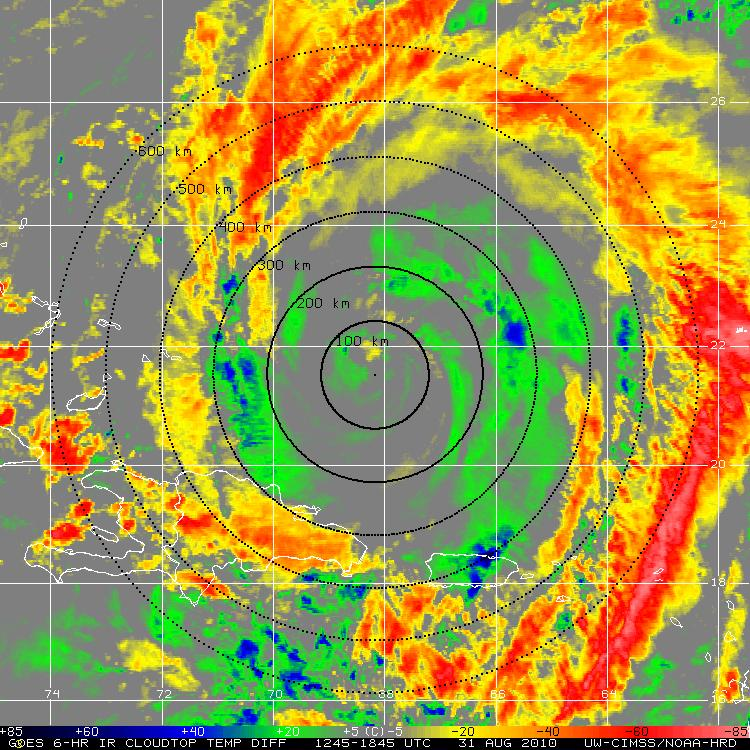 26
600 km
500 km
24
400 km
300 km
200 km
100 km
22
20
18
16
74 72 70 68 66 64
+85 +60 +40 +20 +5(C)-5 -20 -40 -60 -85
GOES 6-HR IR CLOUDTOP TEMP DIFF 1245-1845 UTC 31 AUG 2010 UW-CIMSS/NOAA-HRD